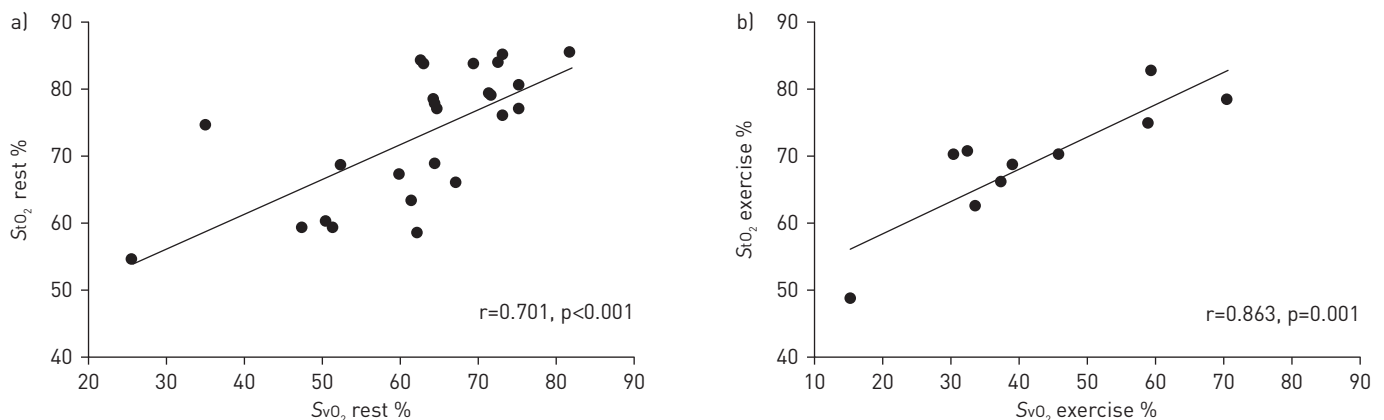 a)
90
80
70
60
50
40
StO2 rest %
20 30 40 50 60 70 80 90
SvO2 rest %
r=0.701, p<0.001
b)
90
80
70
60
50
40
StO2 exercise %
10 20 30 40 50 60 70 80 90
SvO2 exercise %
r=0.863, p=0.001